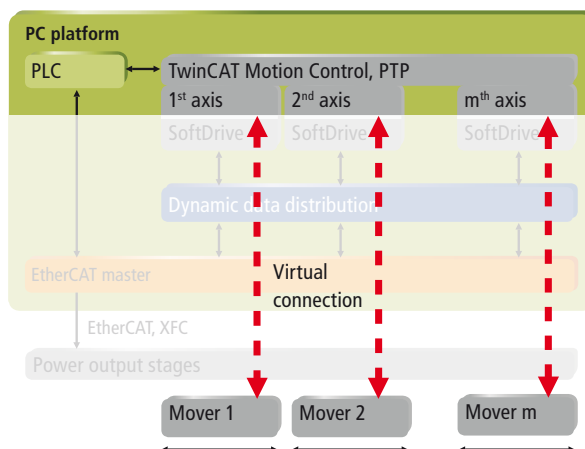 PC platform
PLC
TwinCAT Motion Control, PTP
1st axis
2nd axis
mth axis
SoftDrive
SoftDrive
SoftDrive
Dynamic data distribution
EtherCAT master
Virtual
connection
EtherCAT, XFC
Power output stages
Mover 1
Mover 2
Mover m